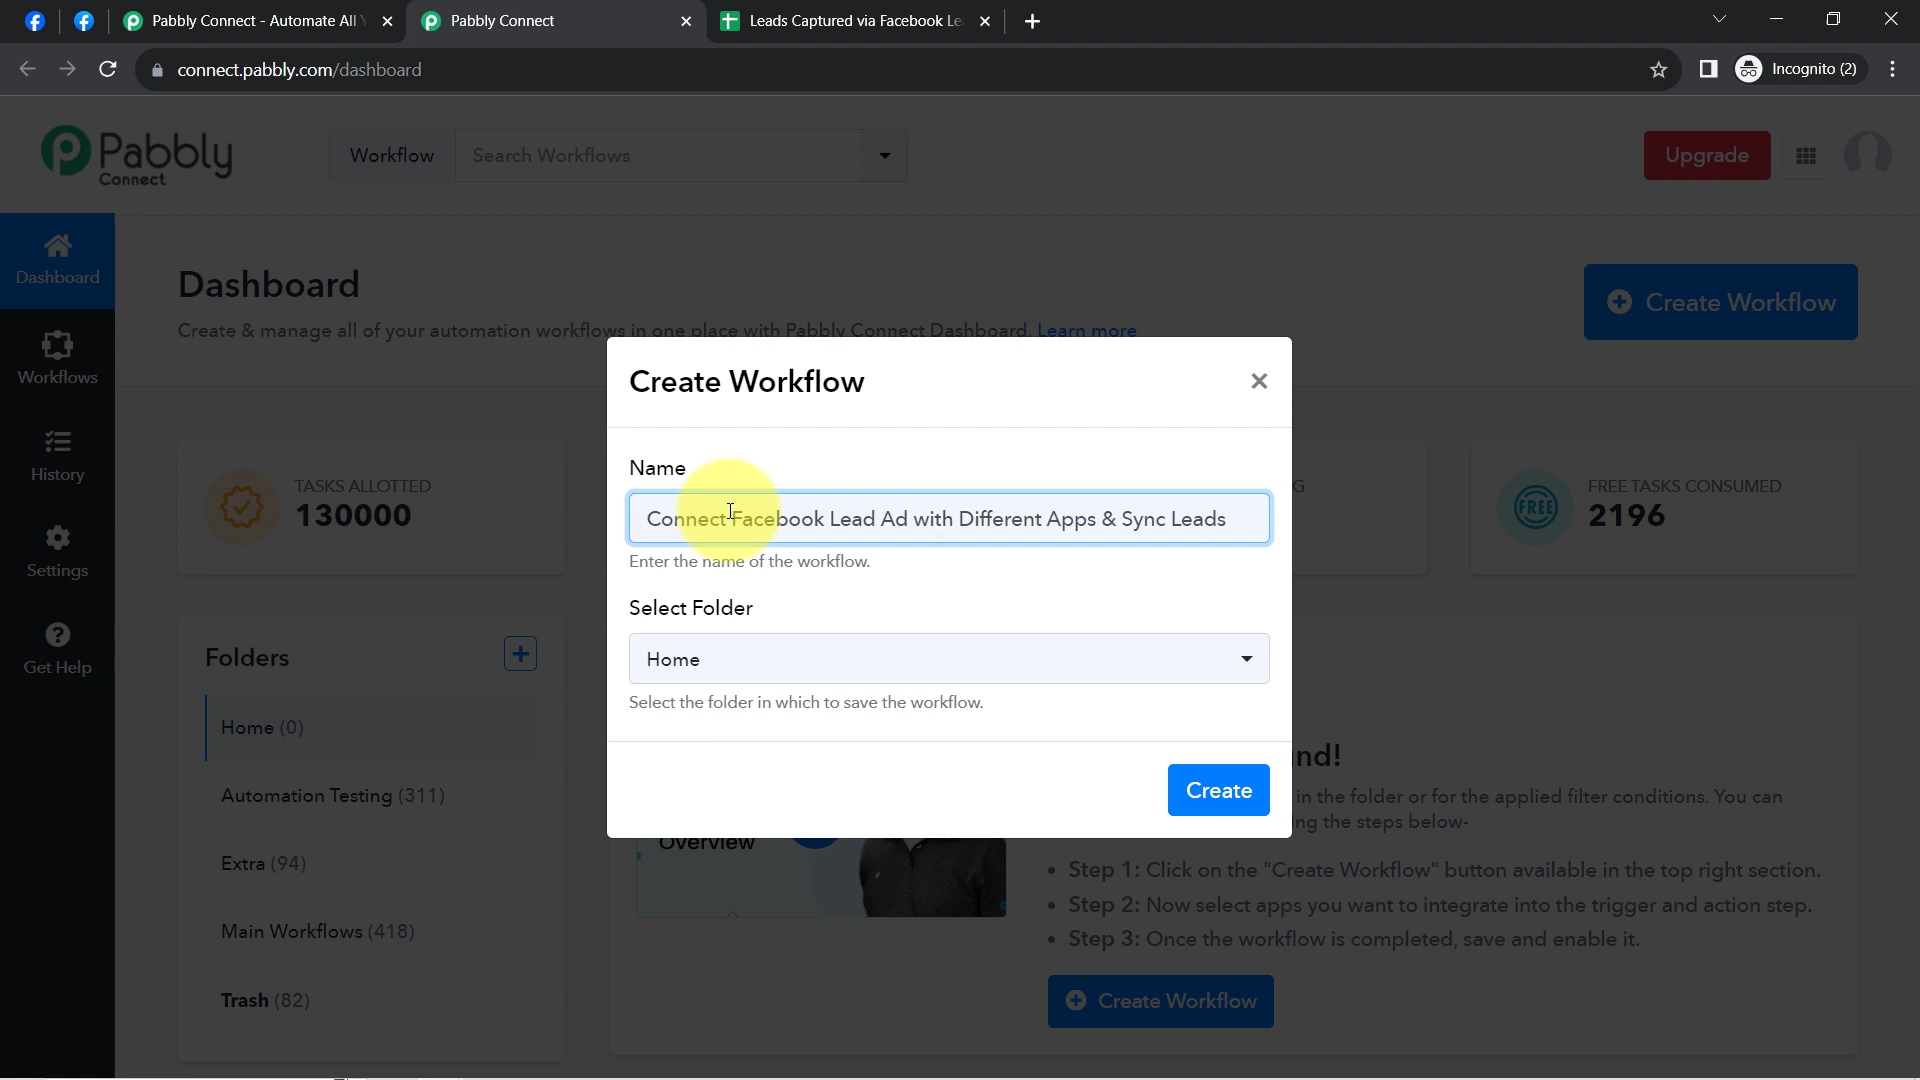 Pabbly Connect - Automate All
Pabbly Connect
Leads Captured via Facebook Le
connect.pabbly.com/dashboard
Incognito (2)
Pabbly
Connect
Workflow
Search Workflows
Upgrade
Dashboard
Workflows
History
Settings
Get Help
Dashboard
Create & manage all of your automation workflows in one place with Pabbly Connect Dashboard. Learn more
Create Workflow
TASKS ALLOTTED
130000
G
FREE
FREE TASKS CONSUMED
2196
Folders
Home (0)
Automation Testing (311)
Extra (94)
Main Workflows (418)
Trash (82)
Create Workflow
Name
Connect Facebook Lead Ad with Different Apps & Sync Leads
Enter the name of the workflow.
Select Folder
Home
Select the folder in which to save the workflow.
Create
Overview
nd!
in the folder or for the applied filter conditions. You can
ng the steps below-
• Step 1: Click on the "Create Workflow" button available in the top right section.
• Step 2: Now select apps you want to integrate into the trigger and action step.
• Step 3: Once the workflow is completed, save and enable it.
Create Workflow